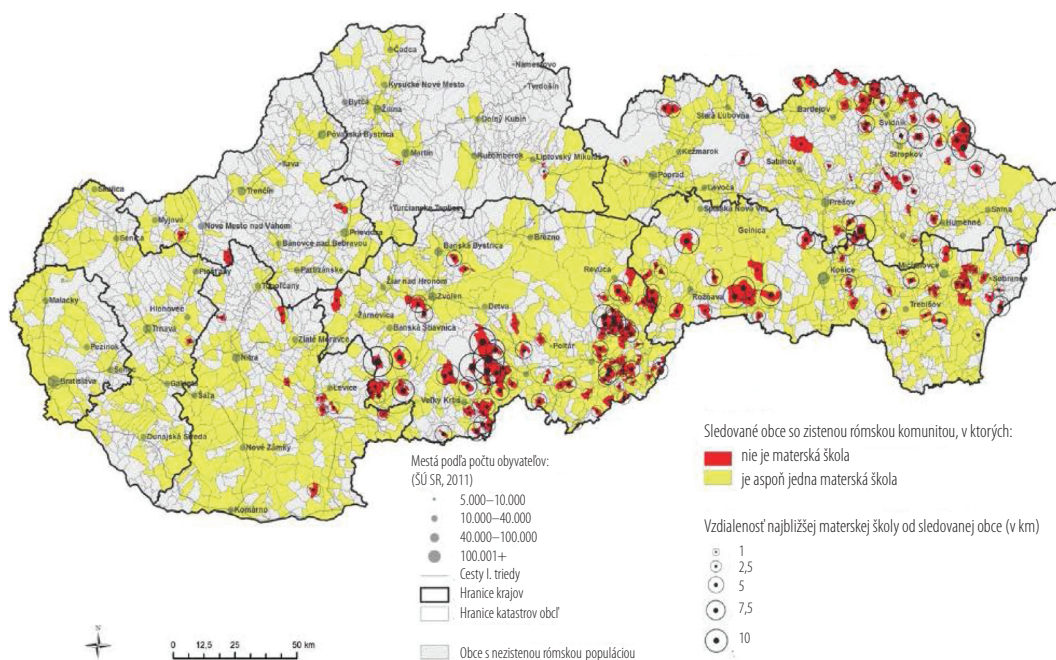 Čadca
Námestovo
Kysucké Nové Mesto
Tvrdošín
Bytča
Žilina
Dolný Kubín
Stará Ľubovňa
Bardejov
Svidník
Považská Bystrica
Martin
Ružomberok
Liptovský Mikuláš
Kežmarok
Sabinov
Stropkov
Poprad
Levoča
Trenčín
Skalica
Prešov
Myjava
Nové Mesto nad Váhom
Turčianske Teplice
Prievidza
Spišská Nová Ves
Snina
Senica
Bánovce nad Bebravou
Banská Bystrica
Brezno
Gelnica
Humenné
Partizánske
Piešťany
Topoľčany
Žiar nad Hronom
Revúca
Košice
Michalovce
Sobrance
Malacky
Hlohovec
Zvolen
Detva
Rožňava
Trebišov
Žarnovica
Trnava
Banská Štiavnica
Zlaté Moravce
Pezinok
Nitra
Poltár
Bratislava
Senec
Galanta
Levice
Šaľa
Veľký Krtíš
Dunajská Streda
Nové Zámky
Komárno
Mestá podľa počtu obyvateľov:
(ŠÚ SR, 2011)
5.000–10.000
10.000–40.000
40.000–100.000
100.001+
Cesty I. triedy
Hranice krajov
Hranice katastrov obcľ
Obce s nezistenou rómskou populáciou
Sledované obce so zistenou rómskou komunitou, v ktorých:
nie je materská škola
je aspoň jedna materská škola
Vzdialenosť najbližšej materskej školy od sledovanej obce (v km)
1
2,5
5
7,5
10
0 12,5 25 50 km